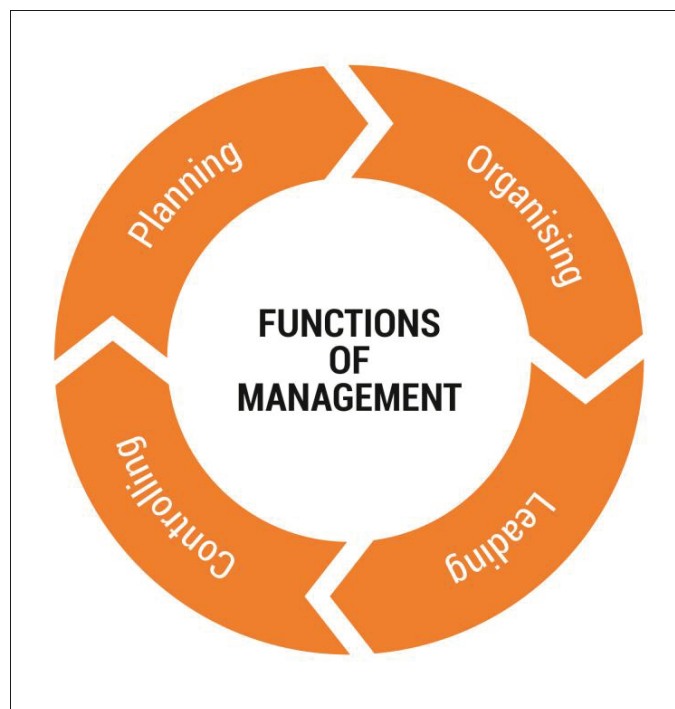 Planning
Organising
FUNCTIONS
OF
MANAGEMENT
Controlling
Leading